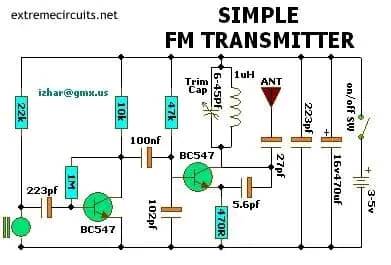 extremecircuits.net
SIMPLE
FM TRANSMITTER
izhar@gmx.us
22k
10k
47k
6-45Pf
Trim
Cap
1uH
ANT
on/off SW
100nf
BC547
223pf
1M
BC547
102pf
470R
5.6pf
27pf
223pf
16v470uf
3-5v